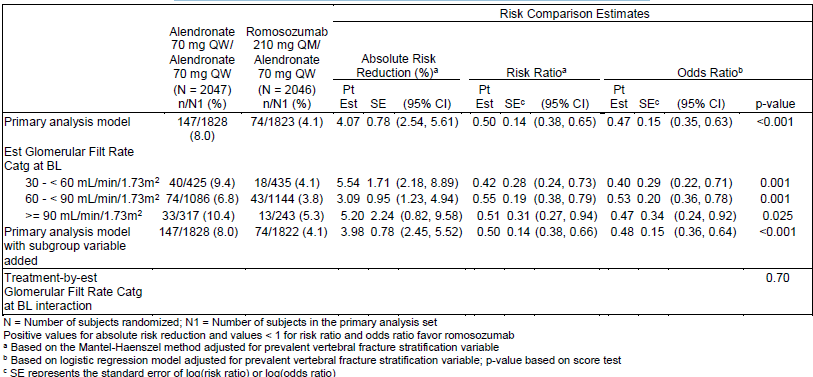 Risk Comparison Estimates
Alendronate 70 mg QW/ Alendronate 70 mg QW (N = 2047) n/N1 (%)
Romosozumab 210 mg QM/ Alendronate 70 mg QW (N = 2046) n/N1 (%)
Absolute Risk Reduction (%)ᵃ
Risk Ratioᵃ
Odds Ratioᵇ
Pt Est SE (95% CI) Pt Est SEᶜ (95% CI) Pt Est SEᶜ (95% CI) p-value
Primary analysis model 147/1828 (8.0) 74/1823 (4.1) 4.07 0.78 (2.54, 5.61) 0.50 0.14 (0.38, 0.65) 0.47 0.15 (0.35, 0.63) <0.001
Est Glomerular Filt Rate
Catg at BL
30 - < 60 mL/min/1.73m² 40/425 (9.4) 18/435 (4.1) 5.54 1.71 (2.18, 8.89) 0.42 0.28 (0.24, 0.73) 0.40 0.29 (0.22, 0.71) 0.001
60 - < 90 mL/min/1.73m² 74/1086 (6.8) 43/1144 (3.8) 3.09 0.95 (1.23, 4.94) 0.55 0.19 (0.38, 0.79) 0.53 0.20 (0.36, 0.78) 0.001
>= 90 mL/min/1.73m² 33/317 (10.4) 13/243 (5.3) 5.20 2.24 (0.82, 9.58) 0.51 0.31 (0.27, 0.94) 0.47 0.34 (0.24, 0.92) 0.025
Primary analysis model with subgroup variable added 147/1828 (8.0) 74/1822 (4.1) 3.98 0.78 (2.45, 5.52) 0.50 0.14 (0.38, 0.66) 0.48 0.15 (0.36, 0.64) <0.001
Treatment-by-est Glomerular Filt Rate Catg at BL interaction 0.70
N = Number of subjects randomized; N1 = Number of subjects in the primary analysis set
Positive values for absolute risk reduction and values < 1 for risk ratio and odds ratio favor romosozumab
ᵃ Based on the Mantel-Haenszel method adjusted for prevalent vertebral fracture stratification variable
ᵇ Based on logistic regression model adjusted for prevalent vertebral fracture stratification variable; p-value based on score test
ᶜ SE represents the standard error of log(risk ratio) or log(odds ratio)